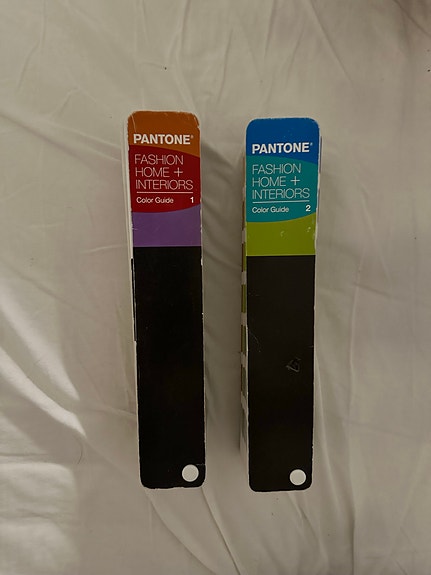 PANTONE®
FASHION
HOME +
INTERIORS
Color Guide 1
PANTONE®
FASHION
HOME +
INTERIORS
Color Guide 2